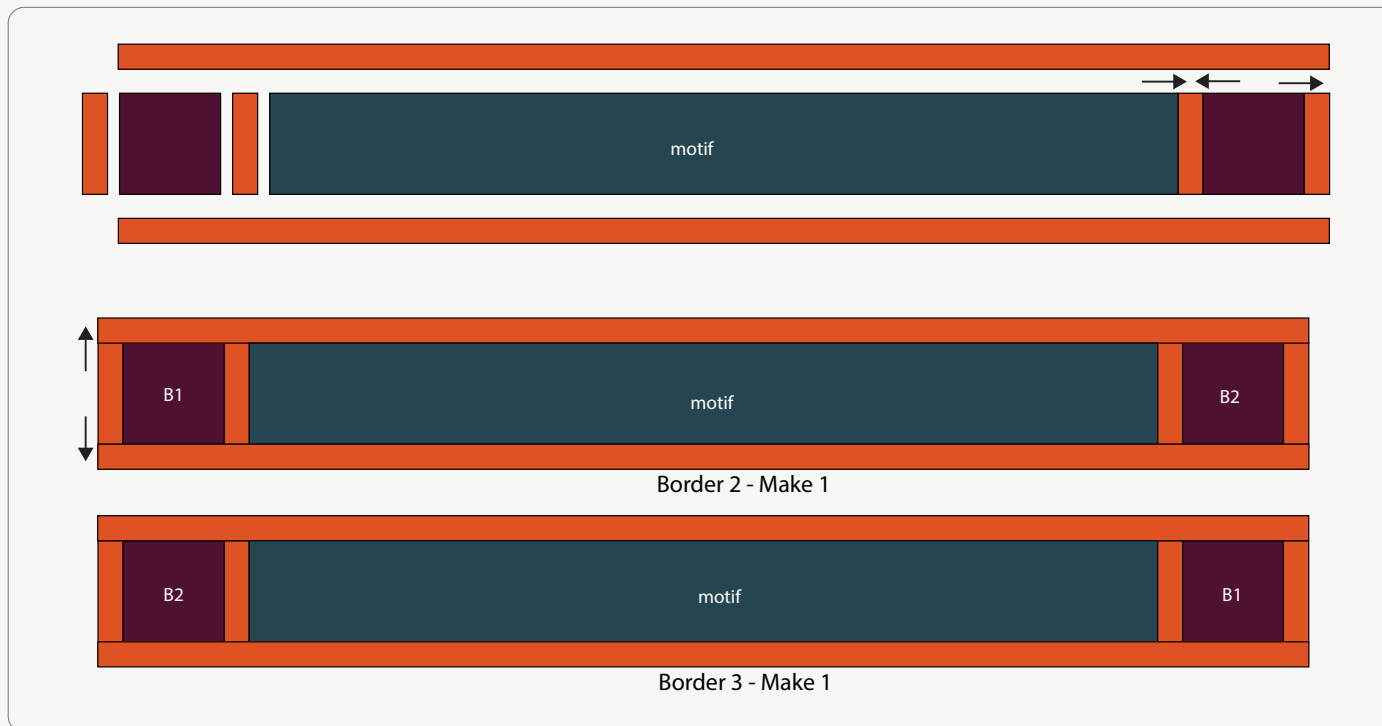 motif
B1
motif
B2
Border 2 - Make 1
B2
motif
B1
Border 3 - Make 1